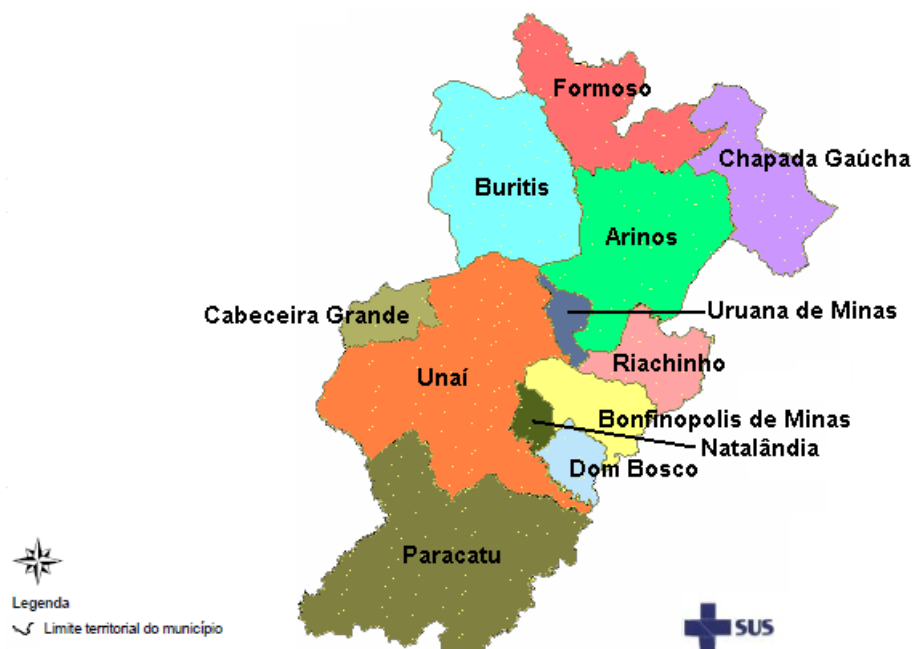 Formoso
Chapada Gaúcha
Buritis
Arinos
Uruana de Minas
Cabeceira Grande
Riachinho
Unaí
Bonfinopolis de Minas
Natalândia
Dom Bosco
Paracatu
Legenda
Limite territorial do município
SUS